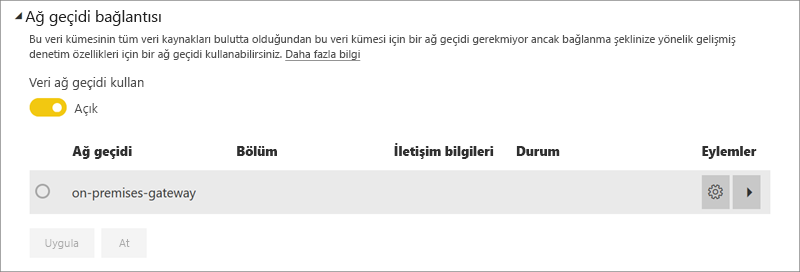 Ağ geçidi bağlantısı
Bu veri kümesinin tüm veri kaynakları bulutta olduğundan bu veri kümesi için bir ağ geçidi gerekmiyor ancak bağlanma şeklinize yönelik gelişmiş
denetim özellikleri için bir ağ geçidi kullanabilirsiniz. Daha fazla bilgi
Veri ağ geçidi kullan
Açık
Ağ geçidi Bölüm İletişim bilgileri Durum Eylemler
on-premises-gateway
Uygula At